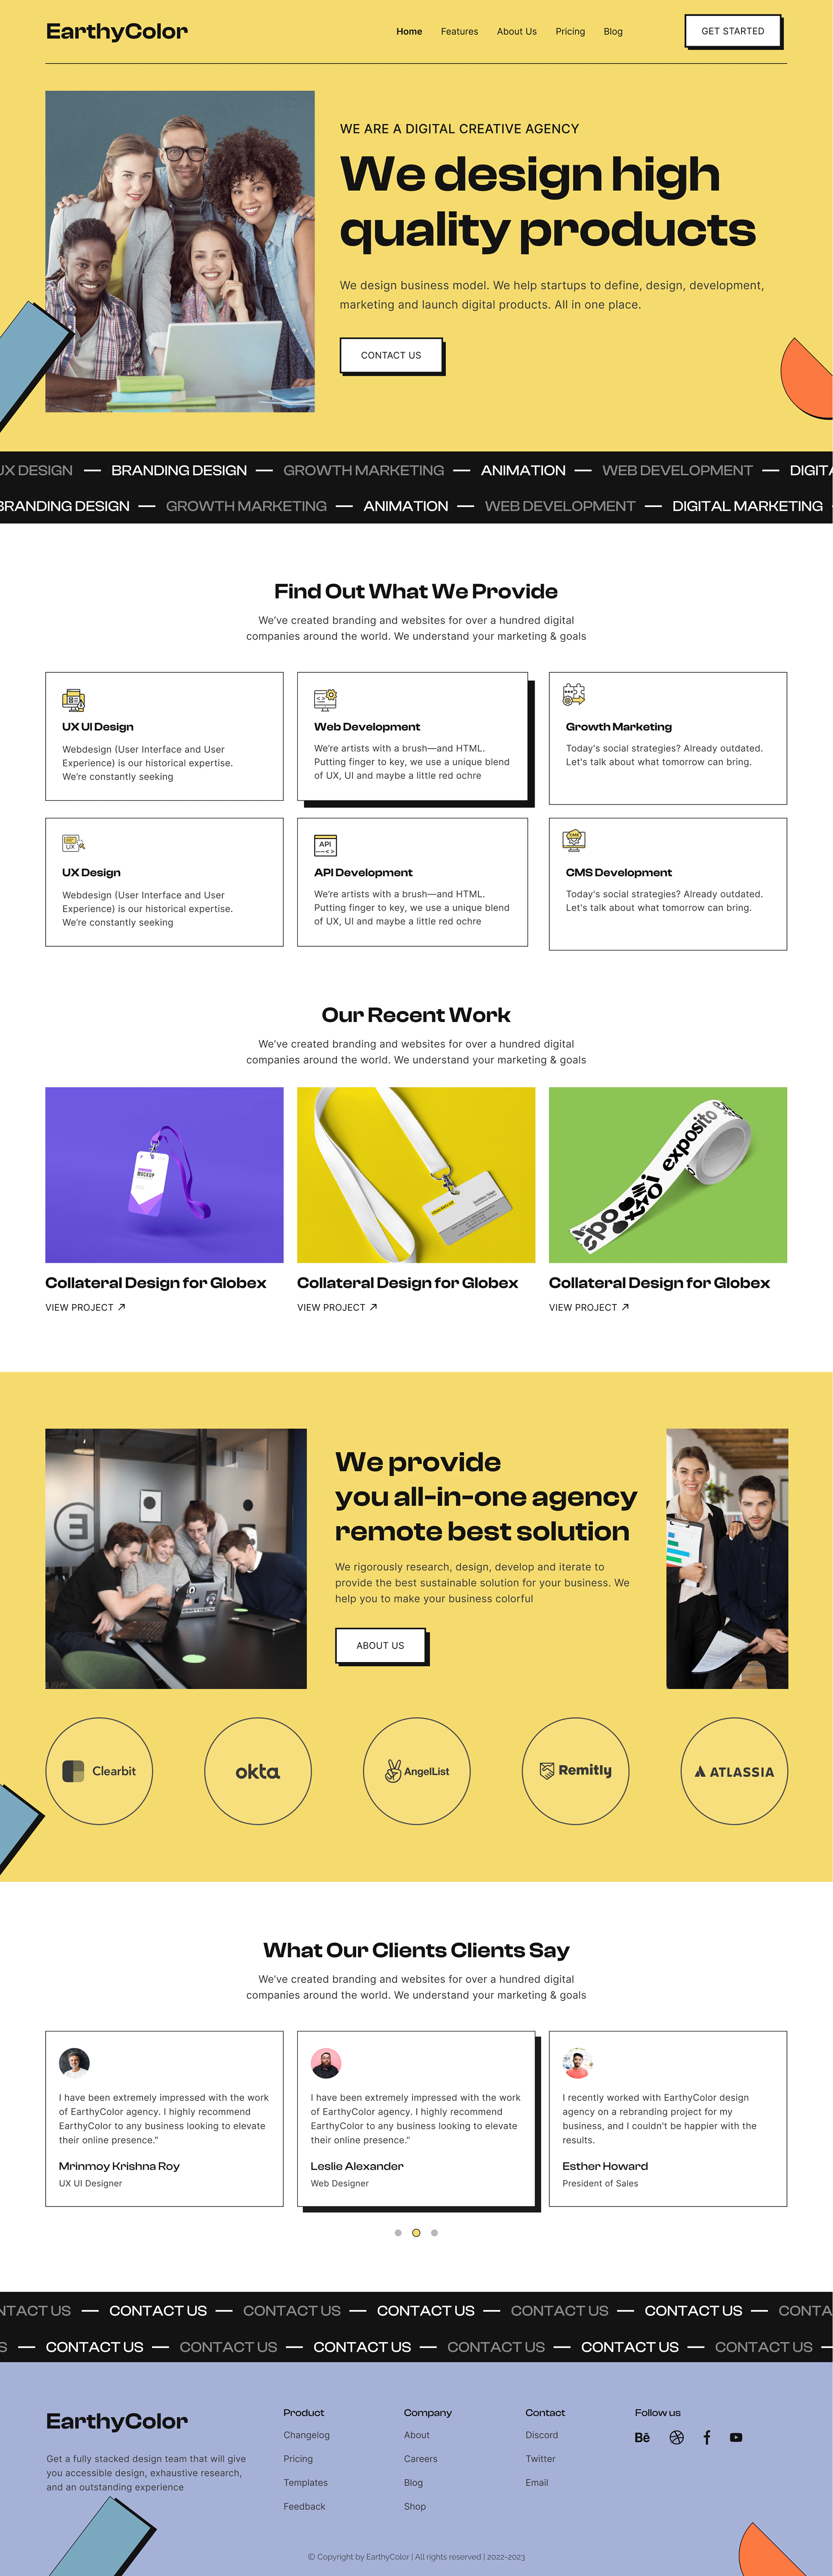 EarthyColor
Home Features About Us Pricing Blog
GET STARTED
WE ARE A DIGITAL CREATIVE AGENCY
We design high
quality products
We design business model. We help startups to define, design, development,
marketing and launch digital products. All in one place.
CONTACT US
UX DESIGN — BRANDING DESIGN — GROWTH MARKETING — ANIMATION — WEB DEVELOPMENT — DIGITA
BRANDING DESIGN — GROWTH MARKETING — ANIMATION — WEB DEVELOPMENT — DIGITAL MARKETING
Find Out What We Provide
We've created branding and websites for over a hundred digital
companies around the world. We understand your marketing & goals
UX UI Design
Webdesign (User Interface and User
Experience) is our historical expertise.
We're constantly seeking
Web Development
We're artists with a brush—and HTML.
Putting finger to key, we use a unique blend
of UX, UI and maybe a little red ochre
Growth Marketing
Today's social strategies? Already outdated.
Let's talk about what tomorrow can bring.
UX
UX Design
Webdesign (User Interface and User
Experience) is our historical expertise.
We're constantly seeking
API
API Development
We're artists with a brush—and HTML.
Putting finger to key, we use a unique blend
of UX, UI and maybe a little red ochre
CMS
CMS Development
Today's social strategies? Already outdated.
Let's talk about what tomorrow can bring.
Our Recent Work
We've created branding and websites for over a hundred digital
companies around the world. We understand your marketing & goals
MOCKUP
exposito
Collateral Design for Globex
VIEW PROJECT
Collateral Design for Globex
VIEW PROJECT
Collateral Design for Globex
VIEW PROJECT
We provide
you all-in-one agency
remote best solution
We rigorously research, design, develop and iterate to
provide the best sustainable solution for your business. We
help you to make your business colorful
ABOUT US
Clearbit
okta
AngelList
Remitly
ATLASSIA
What Our Clients Clients Say
We've created branding and websites for over a hundred digital
companies around the world. We understand your marketing & goals
I have been extremely impressed with the work
of EarthyColor agency. I highly recommend
EarthyColor to any business looking to elevate
their online presence."
Mrinmoy Krishna Roy
UX UI Designer
I have been extremely impressed with the work
of EarthyColor agency. I highly recommend
EarthyColor to any business looking to elevate
their online presence."
Leslie Alexander
Web Designer
I recently worked with EarthyColor design
agency on a rebranding project for my
business, and I couldn't be happier with the
results.
Esther Howard
President of Sales
NTACT US — CONTACT US — CONTACT US — CONTACT US — CONTACT US — CONTACT US — CONTA
S — CONTACT US — CONTACT US — CONTACT US — CONTACT US — CONTACT US — CONTACT US —
EarthyColor
Get a fully stacked design team that will give
you accessible design, exhaustive research,
and an outstanding experience
Product
Changelog
Pricing
Templates
Feedback
Company
About
Careers
Blog
Shop
Contact
Discord
Twitter
Email
Follow us
Bē
© Copyright by EarthyColor | All rights reserved | 2022-2023